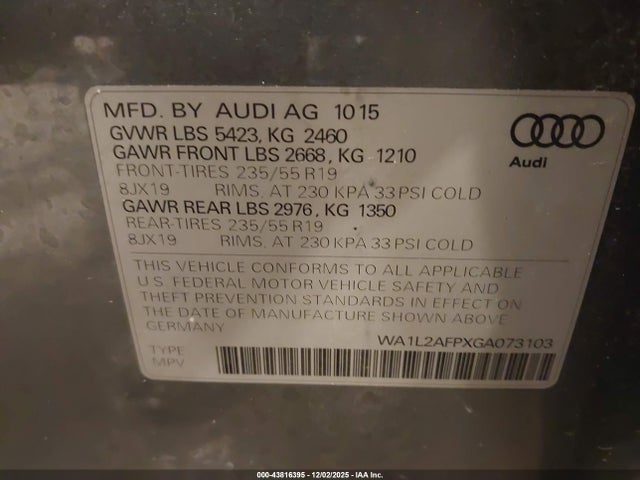 MFD. BY AUDI AG 10 15
GVWR LBS 5423, KG 2460
GAWR FRONT LBS 2668, KG 1210
FRONT-TIRES 235/55 R19
8JX19 RIMS, AT 230 KPA 33 PSI COLD
GAWR REAR LBS 2976, KG 1350
REAR-TIRES 235/55 R19
8JX19 RIMS, AT 230 KPA 33 PSI COLD
Audi
THIS VEHICLE CONFORMS TO ALL APPLICABLE
U.S. FEDERAL MOTOR VEHICLE SAFETY AND
THEFT PREVENTION STANDARDS IN EFFECT ON
THE DATE OF MANUFACTURE SHOWN ABOVE
GERMANY
WA1L2AFPXGA073103
TYPE
MPV
000-43816395 - 12/02/2025 - IAA Inc.